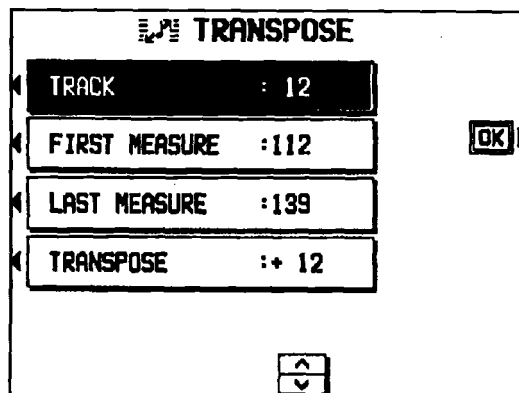 TRANSPOSE
TRACK : 12
FIRST MEASURE :112
OK
LAST MEASURE :139
TRANSPOSE :+ 12